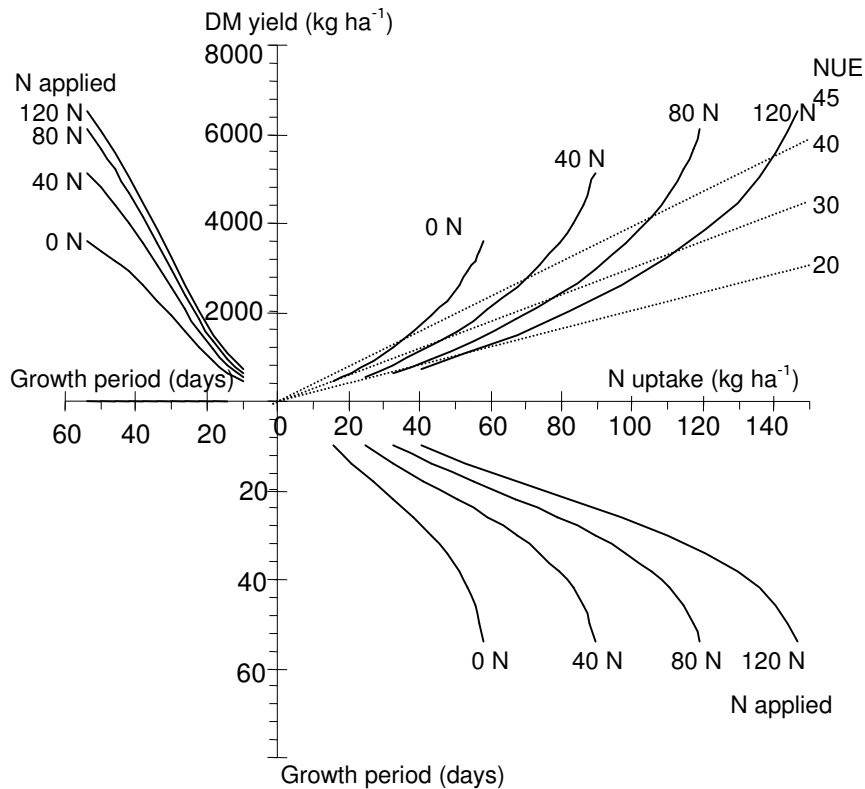 DM yield (kg ha-1)
8000
N applied
NUE
120 N
45
80 N
120 N
80 N
6000
40
40 N
40 N
4000
0 N
30
0 N
20
2000
Growth period (days)
N uptake (kg ha-1)
60 40 20 0 20 40 60 80 100 120 140
20
40
60
0 N 40 N 80 N 120 N
N applied
Growth period (days)